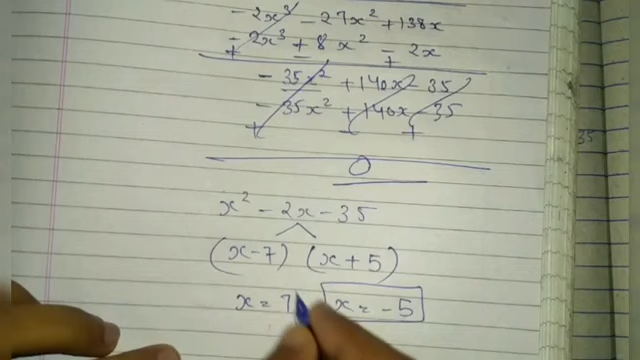 - 2x³ - 27x² + 138x
- 2x³ + 8x² - 2x
+ - +
- 35x² + 140x - 35
- 35x² + 140x - 35
+ - +
0
x² - 2x - 35
(x-7) (x+5)
x = 7 x = -5
35